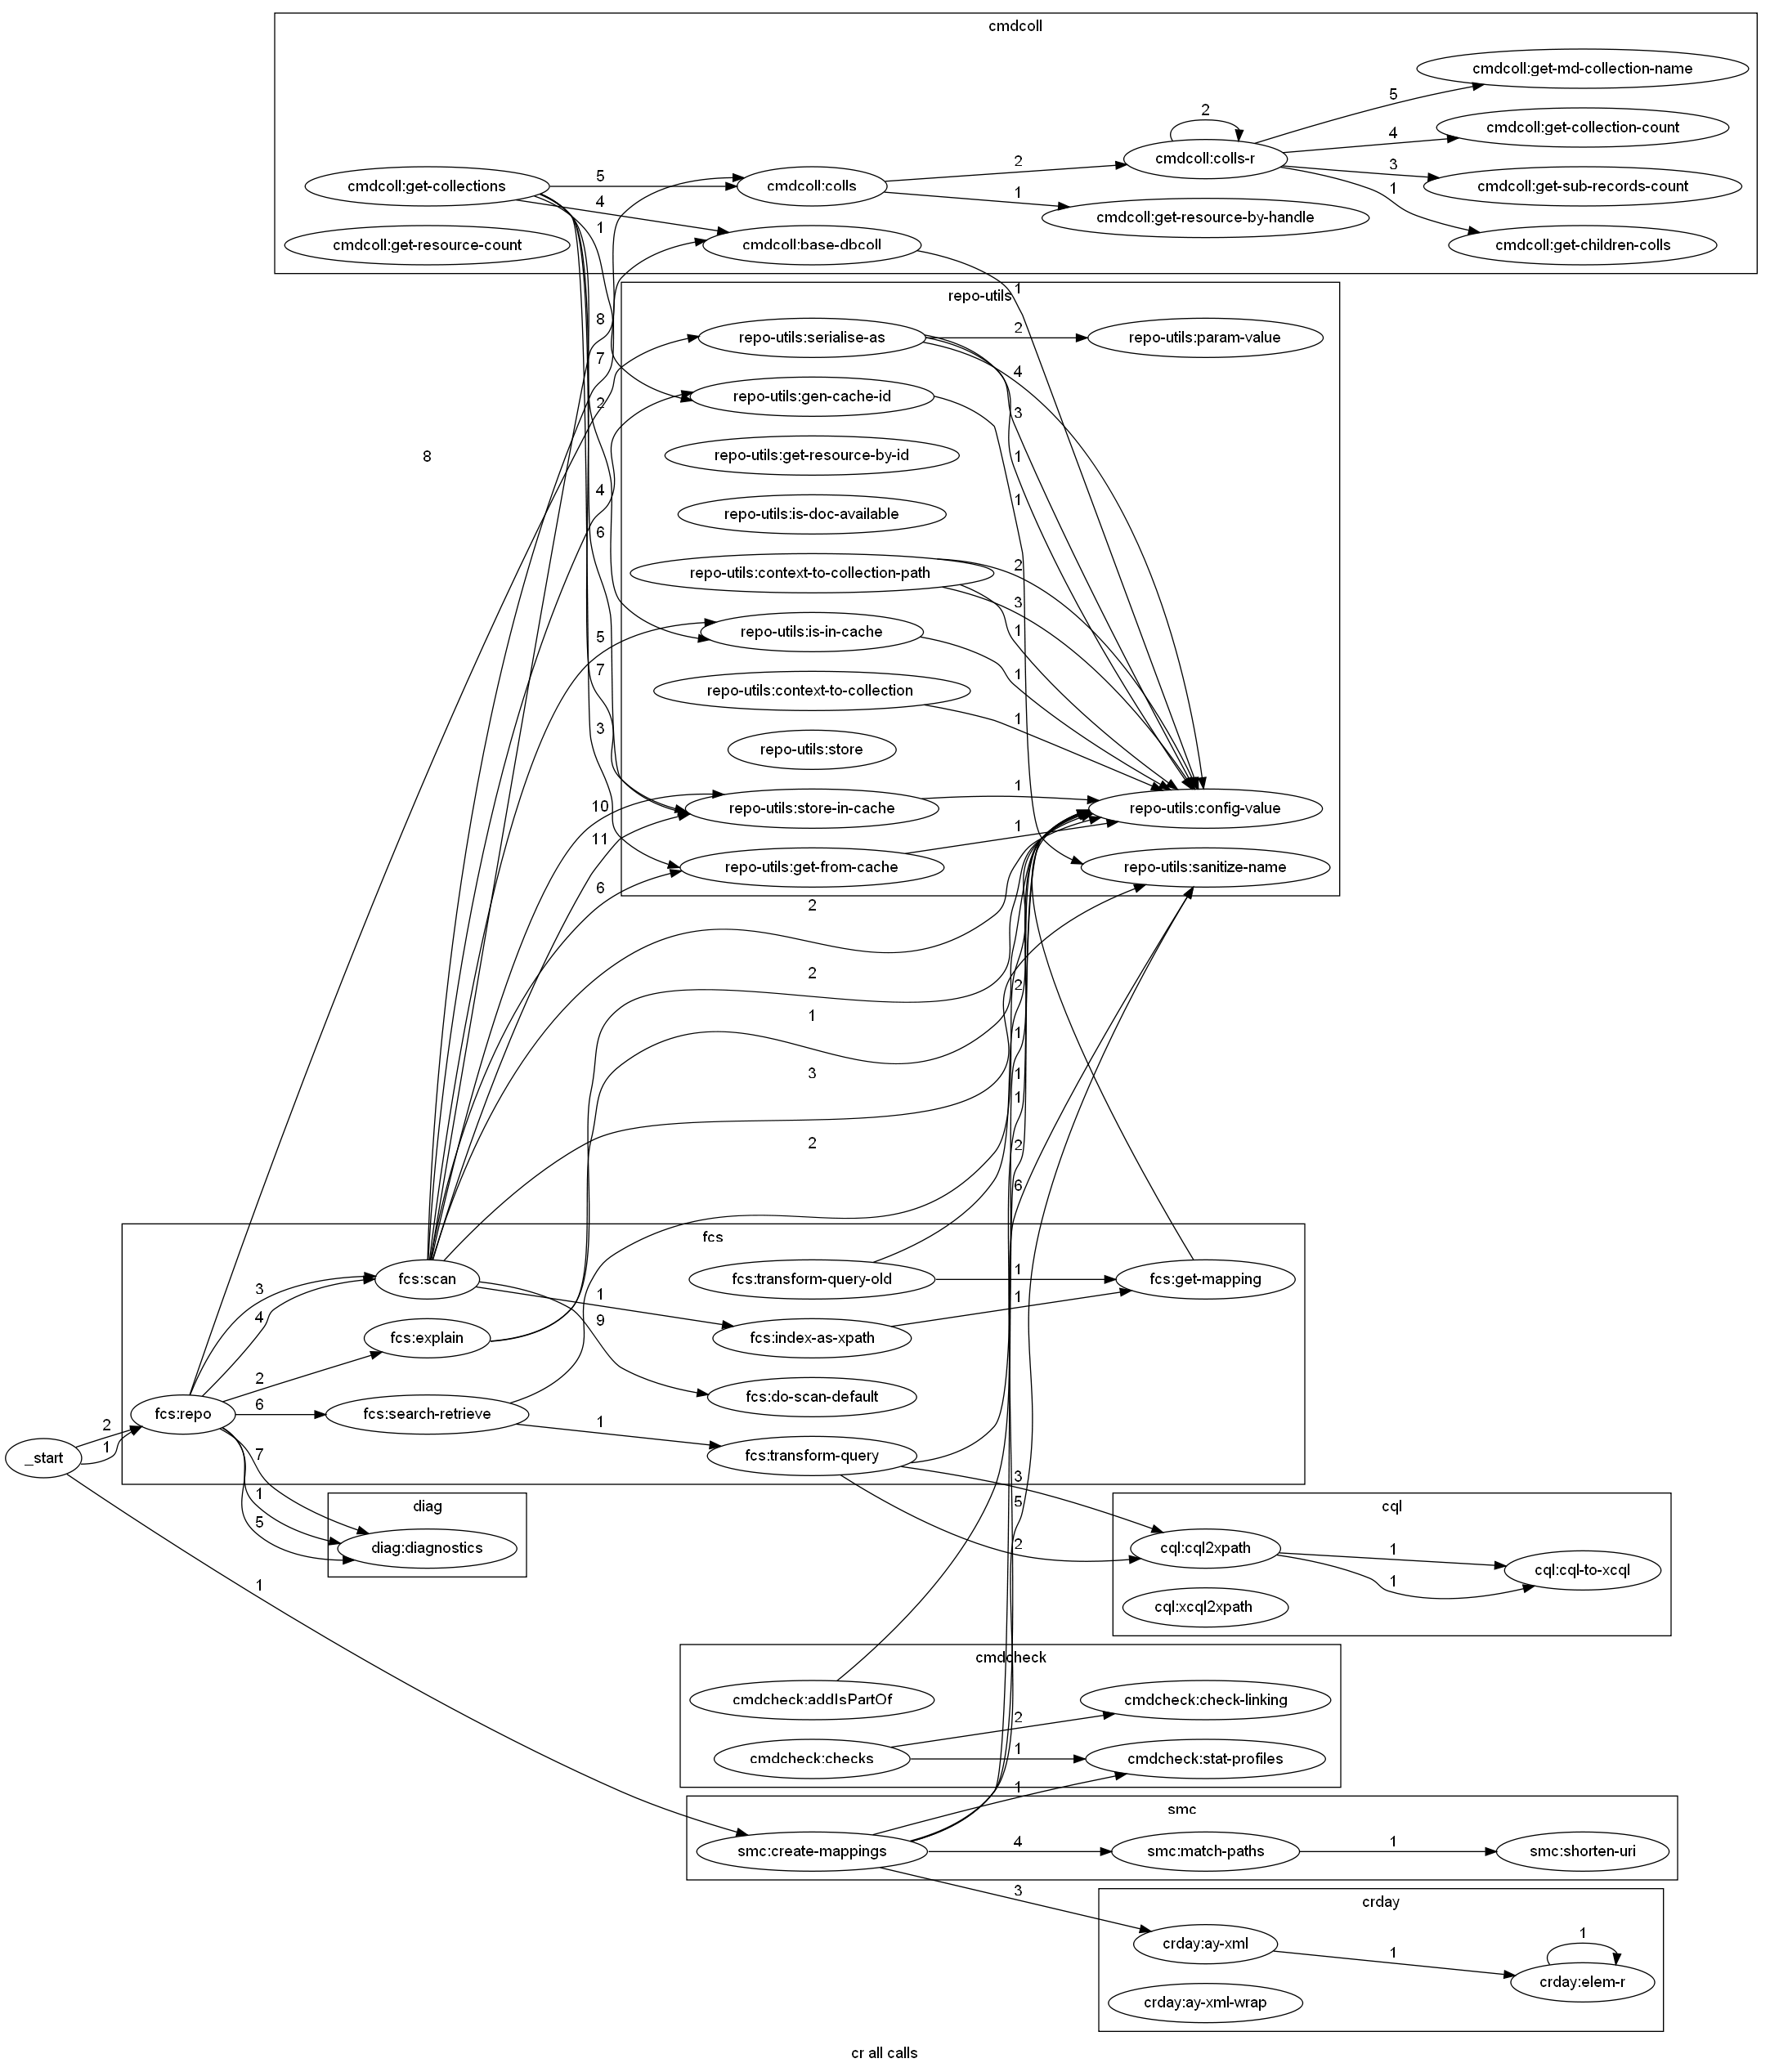 cmdcoll
cmdcoll:get-md-collection-name
5
2
cmdcoll:get-collection-count
4
cmdcoll:colls-r
2
3
cmdcoll:get-sub-records-count
cmdcoll:get-collections
5
cmdcoll:colls
1
1
4
cmdcoll:get-resource-by-handle
1
cmdcoll:get-resource-count
cmdcoll:base-dbcoll
cmdcoll:get-children-colls
1
repo-utils
8
2
repo-utils:serialise-as
repo-utils:param-value
7
4
repo-utils:gen-cache-id
2
3
8
repo-utils:get-resource-by-id
1
4
1
repo-utils:is-doc-available
6
2
repo-utils:context-to-collection-path
3
5
repo-utils:is-in-cache
1
7
1
repo-utils:context-to-collection
1
3
repo-utils:store
1
10
repo-utils:store-in-cache
repo-utils:config-value
11
1
repo-utils:get-from-cache
repo-utils:sanitize-name
6
2
2
2
1
1
3
1
1
2
2
6
fcs
fcs:scan
fcs:transform-query-old
1
fcs:get-mapping
3
1
1
4
9
fcs:explain
fcs:index-as-xpath
2
fcs:do-scan-default
6
fcs:repo
fcs:search-retrieve
1
2
1
_start
7
fcs:transform-query
3
1
diag
5
cql
5
diag:diagnostics
2
cql:cql2xpath
1
cql:cql-to-xcql
1
1
cql:xcql2xpath
cmdcheck
cmdcheck:addIsPartOf
cmdcheck:check-linking
2
cmdcheck:checks
1
cmdcheck:stat-profiles
1
smc
smc:create-mappings
4
smc:match-paths
1
smc:shorten-uri
3
crday
crday:ay-xml
1
1
crday:elem-r
crday:ay-xml-wrap
cr all calls